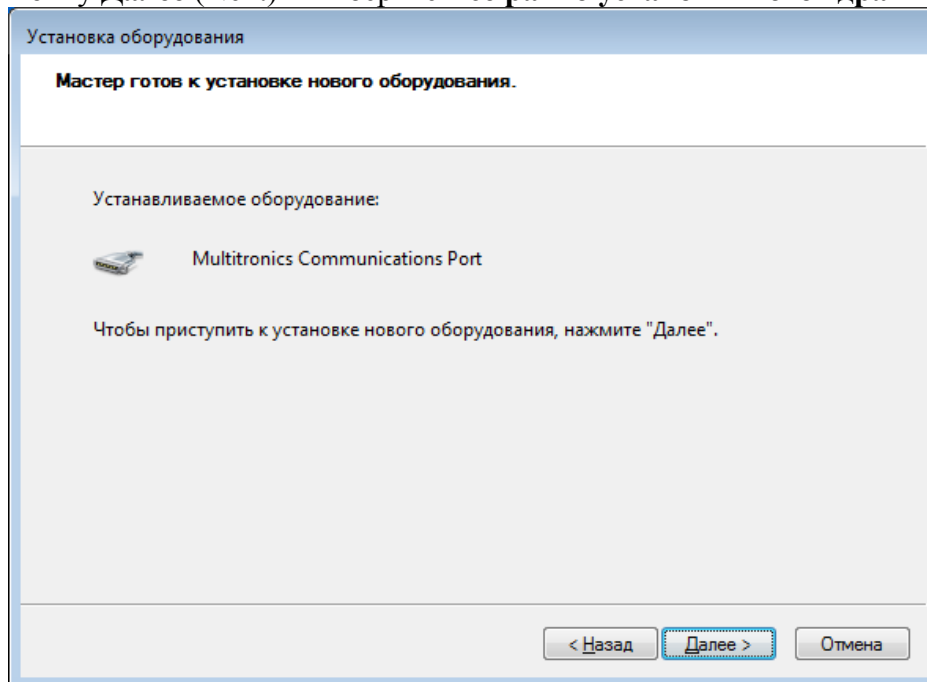 Далее
Установка оборудования
Мастер готов к установке нового оборудования.
Устанавливаемое оборудование:
Multitronics Communications Port
Чтобы приступить к установке нового оборудования, нажмите "Далее".
< Назад Далее > Отмена